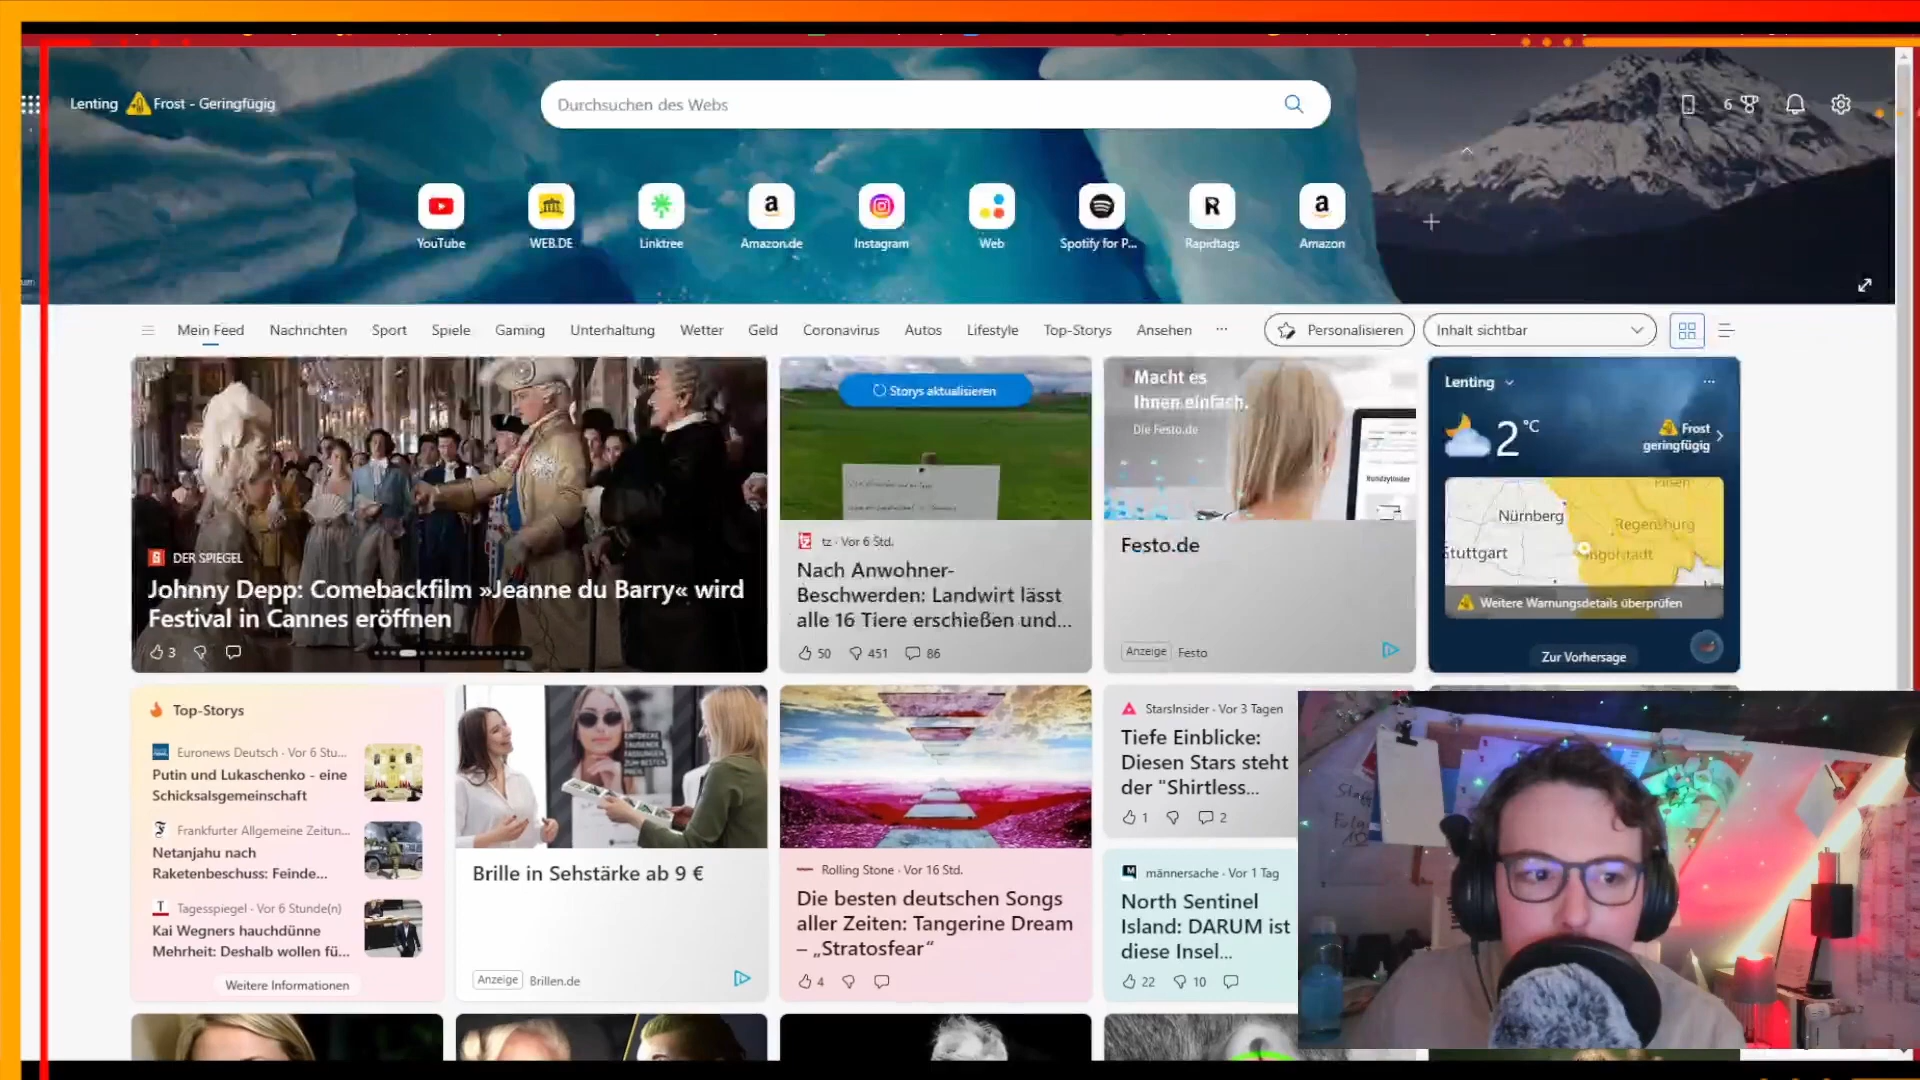 Lenting Frost - Geringfügig
Durchsuchen des Webs
6
YouTube
WEB.DE
Linktree
Amazon.de
Instagram
Web
Spotify for P...
Rapidtags
Amazon
Mein Feed
Nachrichten
Sport
Spiele
Gaming
Unterhaltung
Wetter
Geld
Coronavirus
Autos
Lifestyle
Top-Storys
Ansehen
...
Personalisieren
Inhalt sichtbar
DER SPIEGEL
Johnny Depp: Comebackfilm »Jeanne du Barry« wird
Festival in Cannes eröffnen
3
Storys aktualisieren
tz · Vor 6 Std.
Nach Anwohner-
Beschwerden: Landwirt lässt
alle 16 Tiere erschießen und...
50 451 86
Macht es
Ihnen einfach.
Die Festo.de
Rundzylinder
Festo.de
Anzeige Festo
Lenting
2 °C
Frost
geringfügig
Nürnberg
Regensburg
Stuttgart
Ingolstadt
Weitere Warnungsdetails überprüfen
Zur Vorhersage
Top-Storys
Euronews Deutsch · Vor 6 Stu...
Putin und Lukaschenko - eine
Schicksalsgemeinschaft
Frankfurter Allgemeine Zeitun...
Netanjahu nach
Raketenbeschuss: Feinde...
Tagesspiegel · Vor 6 Stunde(n)
Kai Wegners hauchdünne
Mehrheit: Deshalb wollen fü...
Weitere Informationen
ENTDECKE
TAUSENDE
FASSUNGEN
ZUM BESTEN
PREIS.
Brille in Sehstärke ab 9 €
Anzeige Brillen.de
Rolling Stone · Vor 16 Std.
Die besten deutschen Songs
aller Zeiten: Tangerine Dream
– „Stratosfear“
4
StarsInsider · Vor 3 Tagen
Tiefe Einblicke:
Diesen Stars steht
der "Shirtless...
1 2
männersache · Vor 1 Tag
North Sentinel
Island: DARUM ist
diese Insel...
22 10